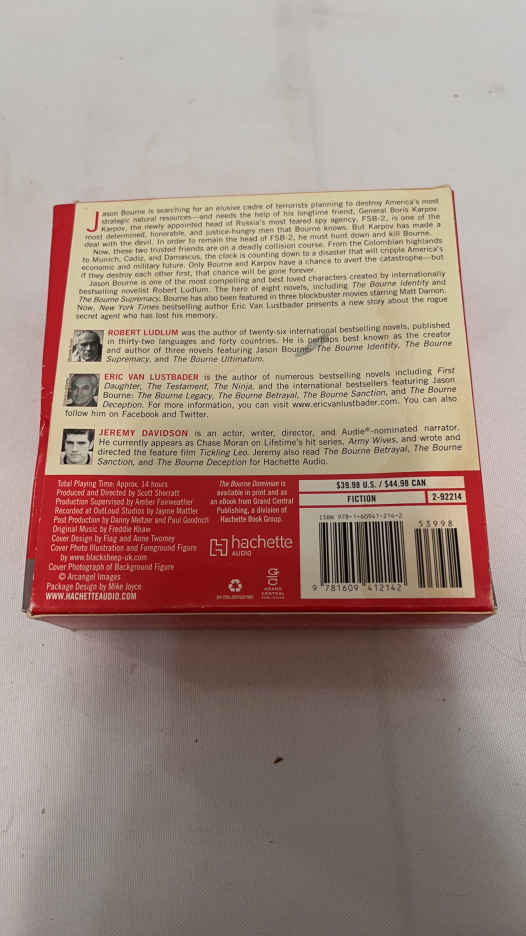 Jason Bourne is searching for an elusive cadre of terrorists planning to destroy America's most
strategic natural resources—and needs the help of his longtime friend, General Boris Karpov.
Karpov, the newly appointed head of Russia's most feared spy agency, FSB-2, is one of the
most determined, honorable, and justice-hungry men that Bourne knows. But Karpov has made a
deal with the devil. In order to remain the head of FSB-2, he must hunt down and kill Bourne.
Now, these two trusted friends are on a deadly collision course. From the Colombian highlands
to Munich, Cadiz, and Damascus, the clock is counting down to a disaster that will cripple America's
economic and military future. Only Bourne and Karpov have a chance to avert the catastrophe—but
if they destroy each other first, that chance will be gone forever.
Jason Bourne is one of the most compelling and best loved characters created by internationally
bestselling novelist Robert Ludlum. The hero of eight novels, including The Bourne Identity and
The Bourne Supremacy, Bourne has also been featured in three blockbuster movies starring Matt Damon.
Now, New York Times bestselling author Eric Van Lustbader presents a new story about the rogue
secret agent who has lost his memory.
ROBERT LUDLUM was the author of twenty-six international bestselling novels, published
in thirty-two languages and forty countries. He is perhaps best known as the creator
and author of three novels featuring Jason Bourne: The Bourne Identity, The Bourne
Supremacy, and The Bourne Ultimatum.
ERIC VAN LUSTBADER is the author of numerous bestselling novels including First
Daughter, The Testament, The Ninja, and the international bestsellers featuring Jason
Bourne: The Bourne Legacy, The Bourne Betrayal, The Bourne Sanction, and The Bourne
Deception. For more information, you can visit www.ericvanlustbader.com. You can also
follow him on Facebook and Twitter.
JEREMY DAVIDSON is an actor, writer, director, and Audie®-nominated narrator.
He currently appears as Chase Moran on Lifetime's hit series, Army Wives, and wrote and
directed the feature film Tickling Leo. Jeremy also read The Bourne Betrayal, The Bourne
Sanction, and The Bourne Deception for Hachette Audio.
Total Playing Time: Approx. 14 hours
Produced and Directed by Scott Sherratt
Production Supervised by Amber Fairweather
Recorded at OutLoud Studios by Jayme Mattler
Post Production by Danny Meltzer and Paul Goodrich
Original Music by Freddie Khaw
Cover Design by Flag and Anne Twomey
Cover Photo Illustration and Foreground Figure
by www.blacksheep-uk.com
Cover Photograph of Background Figure
© Arcangel Images
Package Design by Mike Joyce
WWW.HACHETTEAUDIO.COM
The Bourne Dominion is
available in print and as
an eBook from Grand Central
Publishing, a division of
Hachette Book Group.
hachette
AUDIO
GRAND
CENTRAL
$39.98 U.S. / $44.98 CAN
FICTION
2-92214
ISBN 978-1-60941-214-2
53998
9 781609 412142